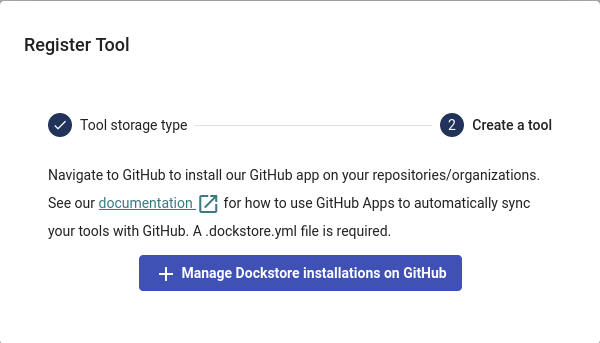 Register Tool
Tool storage type
2 Create a tool
Navigate to GitHub to install our GitHub app on your repositories/organizations.
See our documentation for how to use GitHub Apps to automatically sync
your tools with GitHub. A .dockstore.yml file is required.
Manage Dockstore installations on GitHub